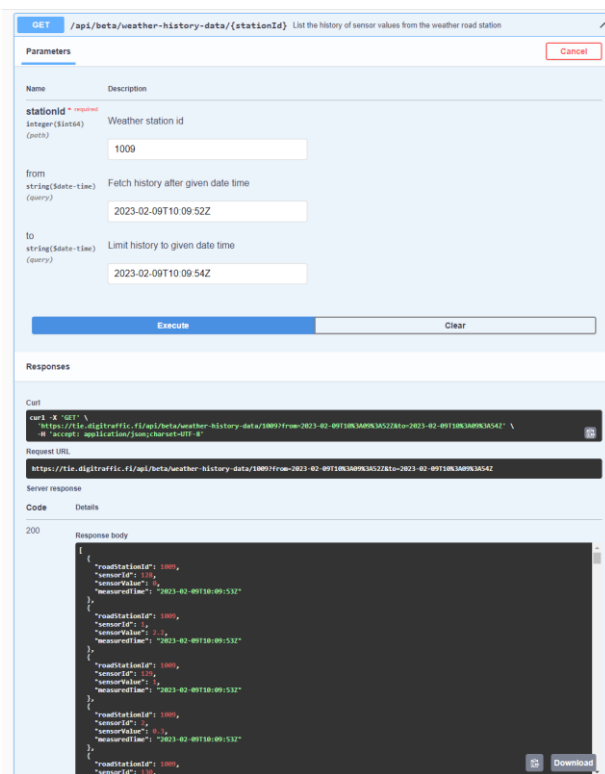 GET /api/beta/weather-history-data/{stationId} List the history of sensor values from the weather road station
Parameters
Cancel
Name Description
stationId * required
integer($int64)
(path)
Weather station id
1009
from
string($date-time)
(query)
Fetch history after given date time
2023-02-09T10:09:52Z
to
string($date-time)
(query)
Limit history to given date time
2023-02-09T10:09:54Z
Execute Clear
Responses
Curl
curl -X 'GET' \
'https://tie.digitraffic.fi/api/beta/weather-history-data/1009?from=2023-02-09T10%3A09%3A52Z&to=2023-02-09T10%3A09%3A54Z' \
-H 'accept: application/json;charset=UTF-8'
Request URL
https://tie.digitraffic.fi/api/beta/weather-history-data/1009?from=2023-02-09T10%3A09%3A52Z&to=2023-02-09T10%3A09%3A54Z
Server response
Code Details
200
Response body
[
{
"roadStationId": 1009,
"sensorId": 128,
"sensorValue": 0,
"measuredTime": "2023-02-09T10:09:53Z"
},
{
"roadStationId": 1009,
"sensorId": 1,
"sensorValue": 2.2,
"measuredTime": "2023-02-09T10:09:53Z"
},
{
"roadStationId": 1009,
"sensorId": 129,
"sensorValue": 1,
"measuredTime": "2023-02-09T10:09:53Z"
},
{
"roadStationId": 1009,
"sensorId": 2,
"sensorValue": 0.3,
"measuredTime": "2023-02-09T10:09:53Z"
},
{
"roadStationId": 1009,
"sensorId": 130,
Download